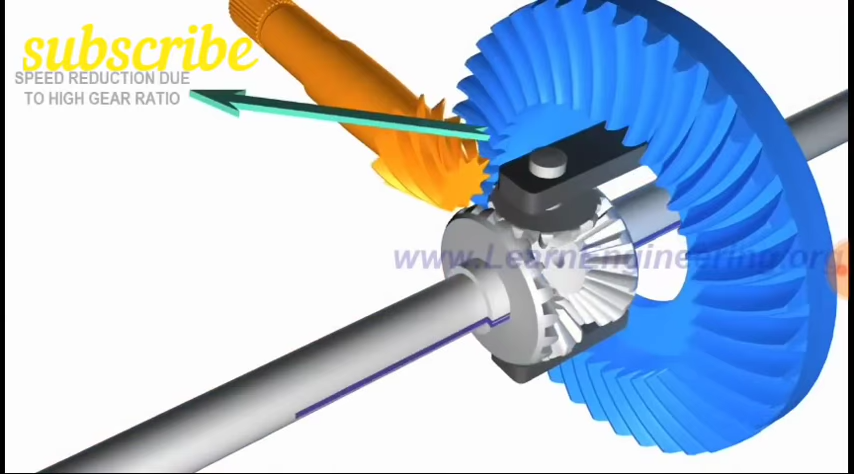 subscribe
SPEED REDUCTION DUE
TO HIGH GEAR RATIO
www.LearnEngineering.org